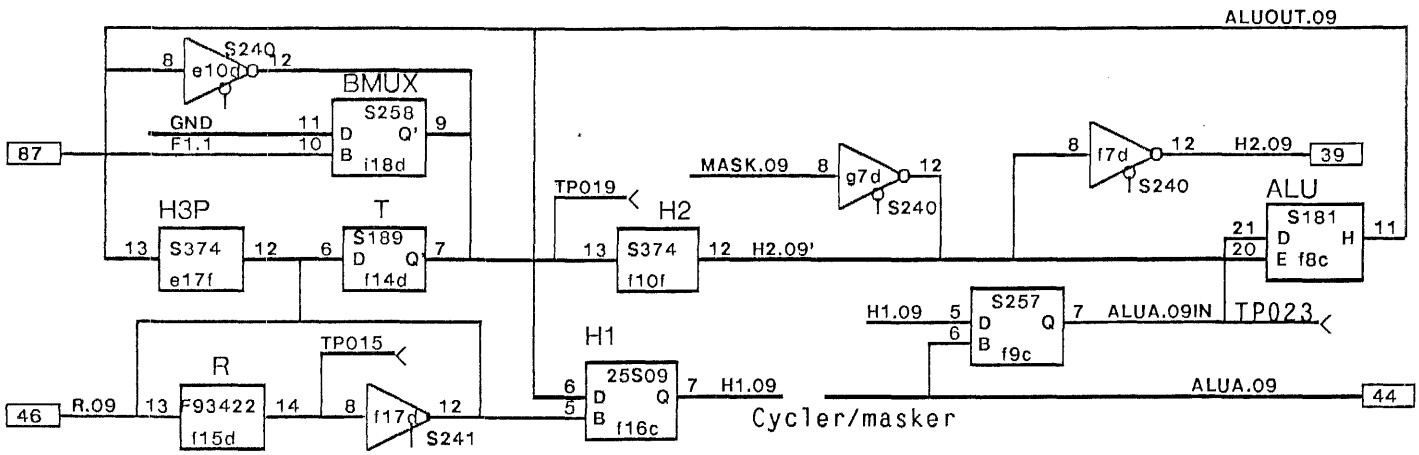 ALUOUT.09
8 S240 12
e10d
BMUX
GND 11 D S258 Q' 9
87 F1.1 10 B
i18d
8 f7d 12 H2.09 39
S240
MASK.09 8 g7d 12
S240
TP019
ALU
H3P T H2
S181
21 D H 11
20 E f8c
13 S374 12 6 S189 7
D Q'
e17f f14d
13 S374 12 H2.09'
f10f
S257
H1.09 5 D Q 7 ALUA.09IN TP023
6 B
f9c
H1
TP015
R
25S09
6 D Q 7 H1.09
5 B
f16c
ALUA.09 44
Cycler/masker
46 R.09 13 F93422 14 8 f17d 12
f15d S241